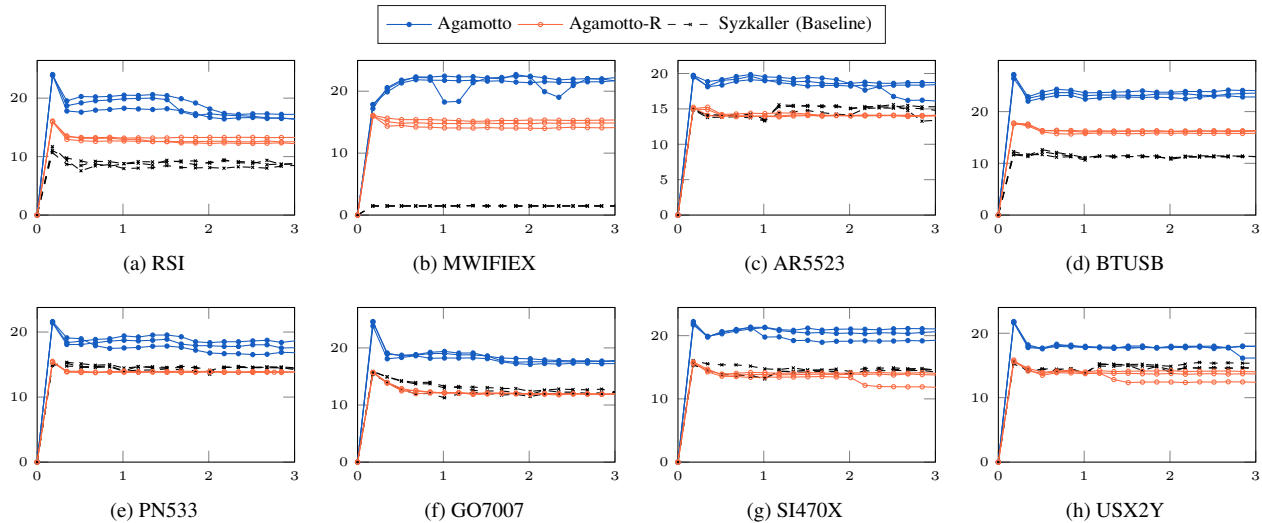 Agamotto Agamotto-R Syzkaller (Baseline)
20
10
0
0 1 2 3
(a) RSI
20
15
10
5
0
0 1 2 3
(b) MWIFIEX
20
15
10
5
0
0 1 2 3
(c) AR5523
20
10
0
0 1 2 3
(d) BTUSB
20
10
0
0 1 2 3
(e) PN533
20
10
0
0 1 2 3
(f) GO7007
20
10
0
0 1 2 3
(g) SI470X
20
10
0
0 1 2 3
(h) USX2Y